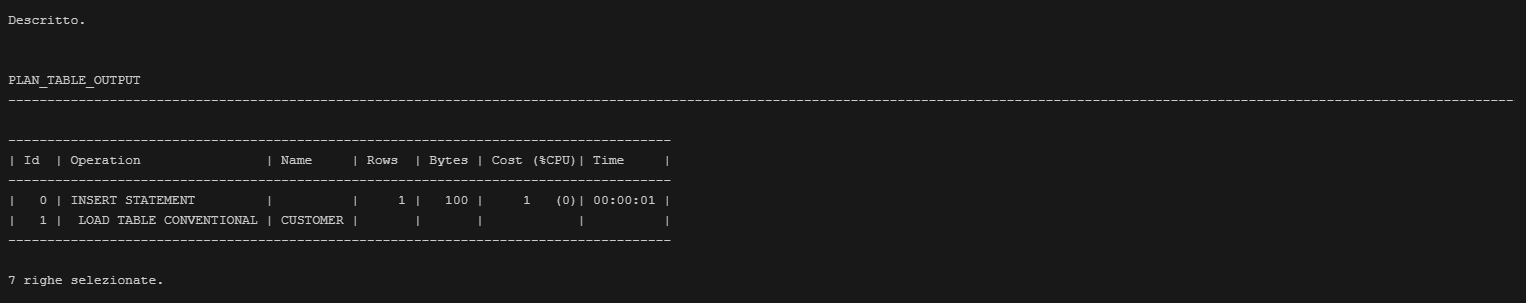 Descritto.
PLAN_TABLE_OUTPUT
--------------------------------------------------------------------------------------------------------------------------------------------------------------------------------------------------
-------------------------------------------------------------------------------------
| Id  | Operation                | Name     | Rows  | Bytes | Cost (%CPU)| Time     |
-------------------------------------------------------------------------------------
|   0 | INSERT STATEMENT         |          |     1 |   100 |     1   (0)| 00:00:01 |
|   1 |  LOAD TABLE CONVENTIONAL | CUSTOMER |       |       |            |          |
-------------------------------------------------------------------------------------
7 righe selezionate.